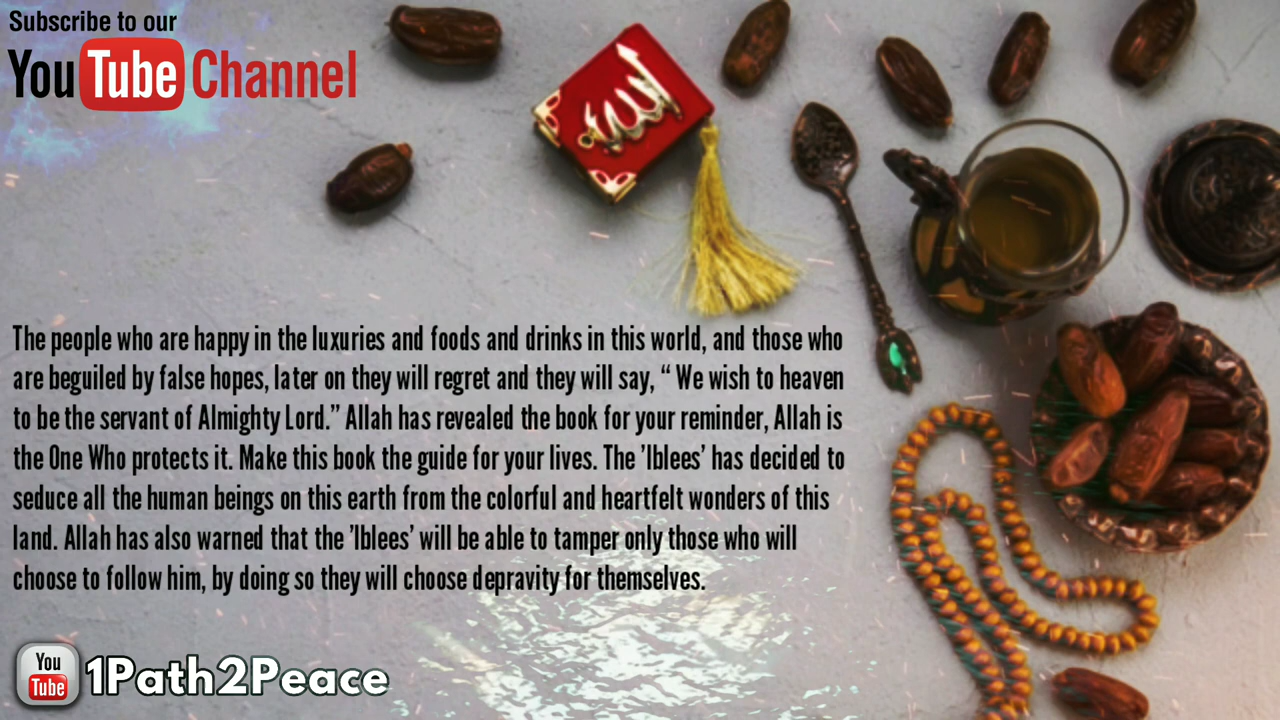 Subscribe to our
YouTube Channel
الله
The people who are happy in the luxuries and foods and drinks in this world, and those who
are beguiled by false hopes, later on they will regret and they will say, “ We wish to heaven
to be the servant of Almighty Lord.” Allah has revealed the book for your reminder, Allah is
the One Who protects it. Make this book the guide for your lives. The ’Iblees’ has decided to
seduce all the human beings on this earth from the colorful and heartfelt wonders of this
land. Allah has also warned that the ’Iblees’ will be able to tamper only those who will
choose to follow him, by doing so they will choose depravity for themselves.
You
Tube
1Path2Peace